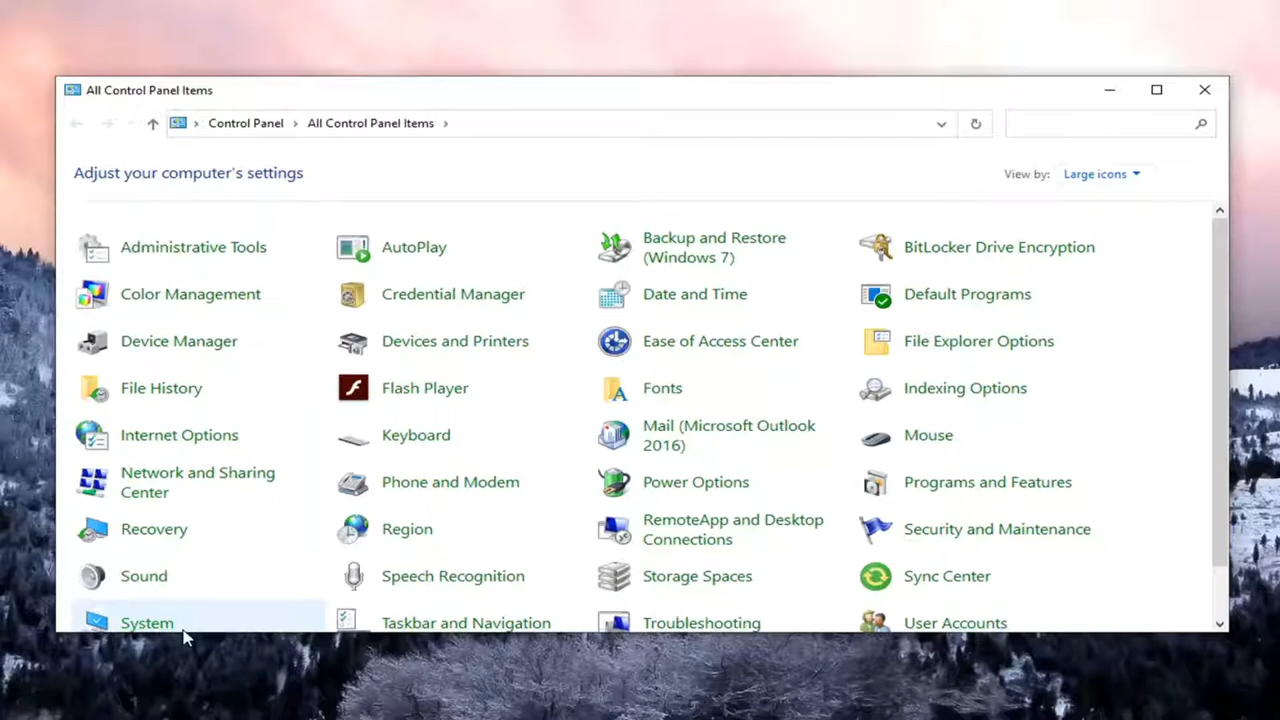 All Control Panel Items
Control Panel All Control Panel Items
Adjust your computer's settings
View by: Large icons
Administrative Tools
AutoPlay
Backup and Restore
(Windows 7)
BitLocker Drive Encryption
Color Management
Credential Manager
Date and Time
Default Programs
Device Manager
Devices and Printers
Ease of Access Center
File Explorer Options
File History
Flash Player
Fonts
Indexing Options
Internet Options
Keyboard
Mail (Microsoft Outlook
2016)
Mouse
Network and Sharing
Center
Phone and Modem
Power Options
Programs and Features
Recovery
Region
RemoteApp and Desktop
Connections
Security and Maintenance
Sound
Speech Recognition
Storage Spaces
Sync Center
System
Taskbar and Navigation
Troubleshooting
User Accounts